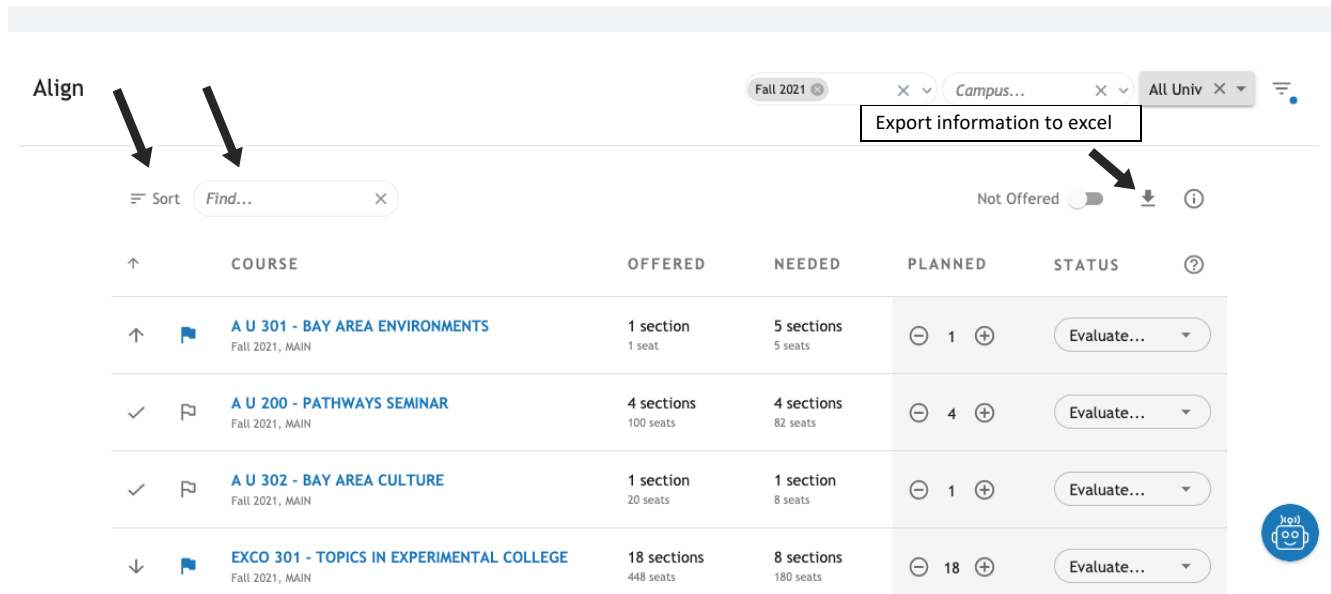 Align
Fall 2021 Campus... All Univ
Export information to excel
Sort Find... Not Offered
COURSE OFFERED NEEDED PLANNED STATUS
A U 301 - BAY AREA ENVIRONMENTS 1 section 5 sections 1 Evaluate...
Fall 2021, MAIN 1 seat 5 seats
A U 200 - PATHWAYS SEMINAR 4 sections 4 sections 4 Evaluate...
Fall 2021, MAIN 100 seats 82 seats
A U 302 - BAY AREA CULTURE 1 section 1 section 1 Evaluate...
Fall 2021, MAIN 20 seats 8 seats
EXCO 301 - TOPICS IN EXPERIMENTAL COLLEGE 18 sections 8 sections 18 Evaluate...
Fall 2021, MAIN 448 seats 180 seats